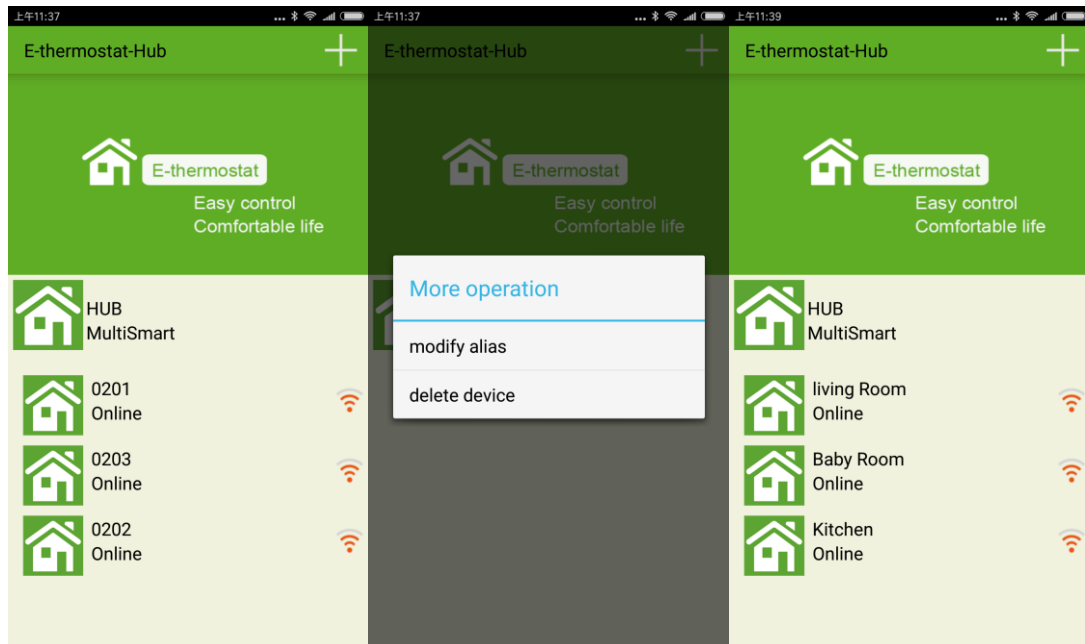 上午11:37
E-thermostat-Hub
E-thermostat
Easy control
Comfortable life
HUB
MultiSmart
0201
Online
0203
Online
0202
Online
上午11:37
E-thermostat-Hub
E-thermostat
Easy control
Comfortable life
More operation
modify alias
delete device
上午11:39
E-thermostat-Hub
E-thermostat
Easy control
Comfortable life
HUB
MultiSmart
living Room
Online
Baby Room
Online
Kitchen
Online